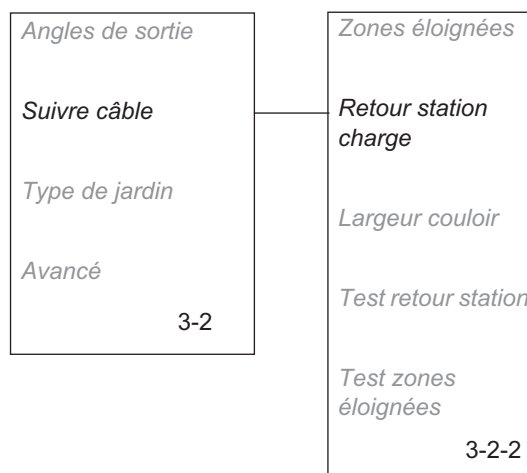 Angles de sortie
Suivre câble
Type de jardin
Avancé
3-2
Zones éloignées
Retour station
charge
Largeur couloir
Test retour station
Test zones
éloignées
3-2-2